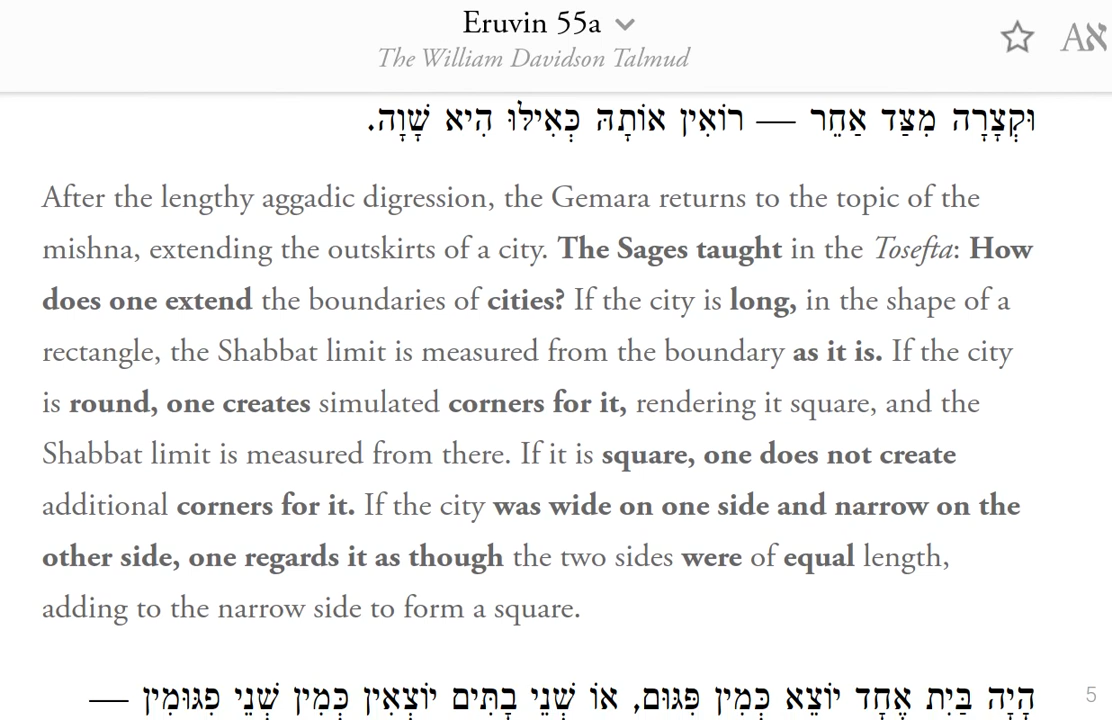 Eruvin 55a
The William Davidson Talmud
Aא
וּקְצָרָה מִצַּד אַחֵר — רוֹאִין אוֹתָהּ כְּאִילּוּ הִיא שָׁוָה.
After the lengthy aggadic digression, the Gemara returns to the topic of the
mishna, extending the outskirts of a city. The Sages taught in the Tosefta: How
does one extend the boundaries of cities? If the city is long, in the shape of a
rectangle, the Shabbat limit is measured from the boundary as it is. If the city
is round, one creates simulated corners for it, rendering it square, and the
Shabbat limit is measured from there. If it is square, one does not create
additional corners for it. If the city was wide on one side and narrow on the
other side, one regards it as though the two sides were of equal length,
adding to the narrow side to form a square.
הָיָה בַּיִת אֶחָד יוֹצֵא כְּמִין פִּגּוּם, אוֹ שְׁנֵי בָתִּים יוֹצְאִין כְּמִין שְׁנֵי פִגּוּמִין —
5